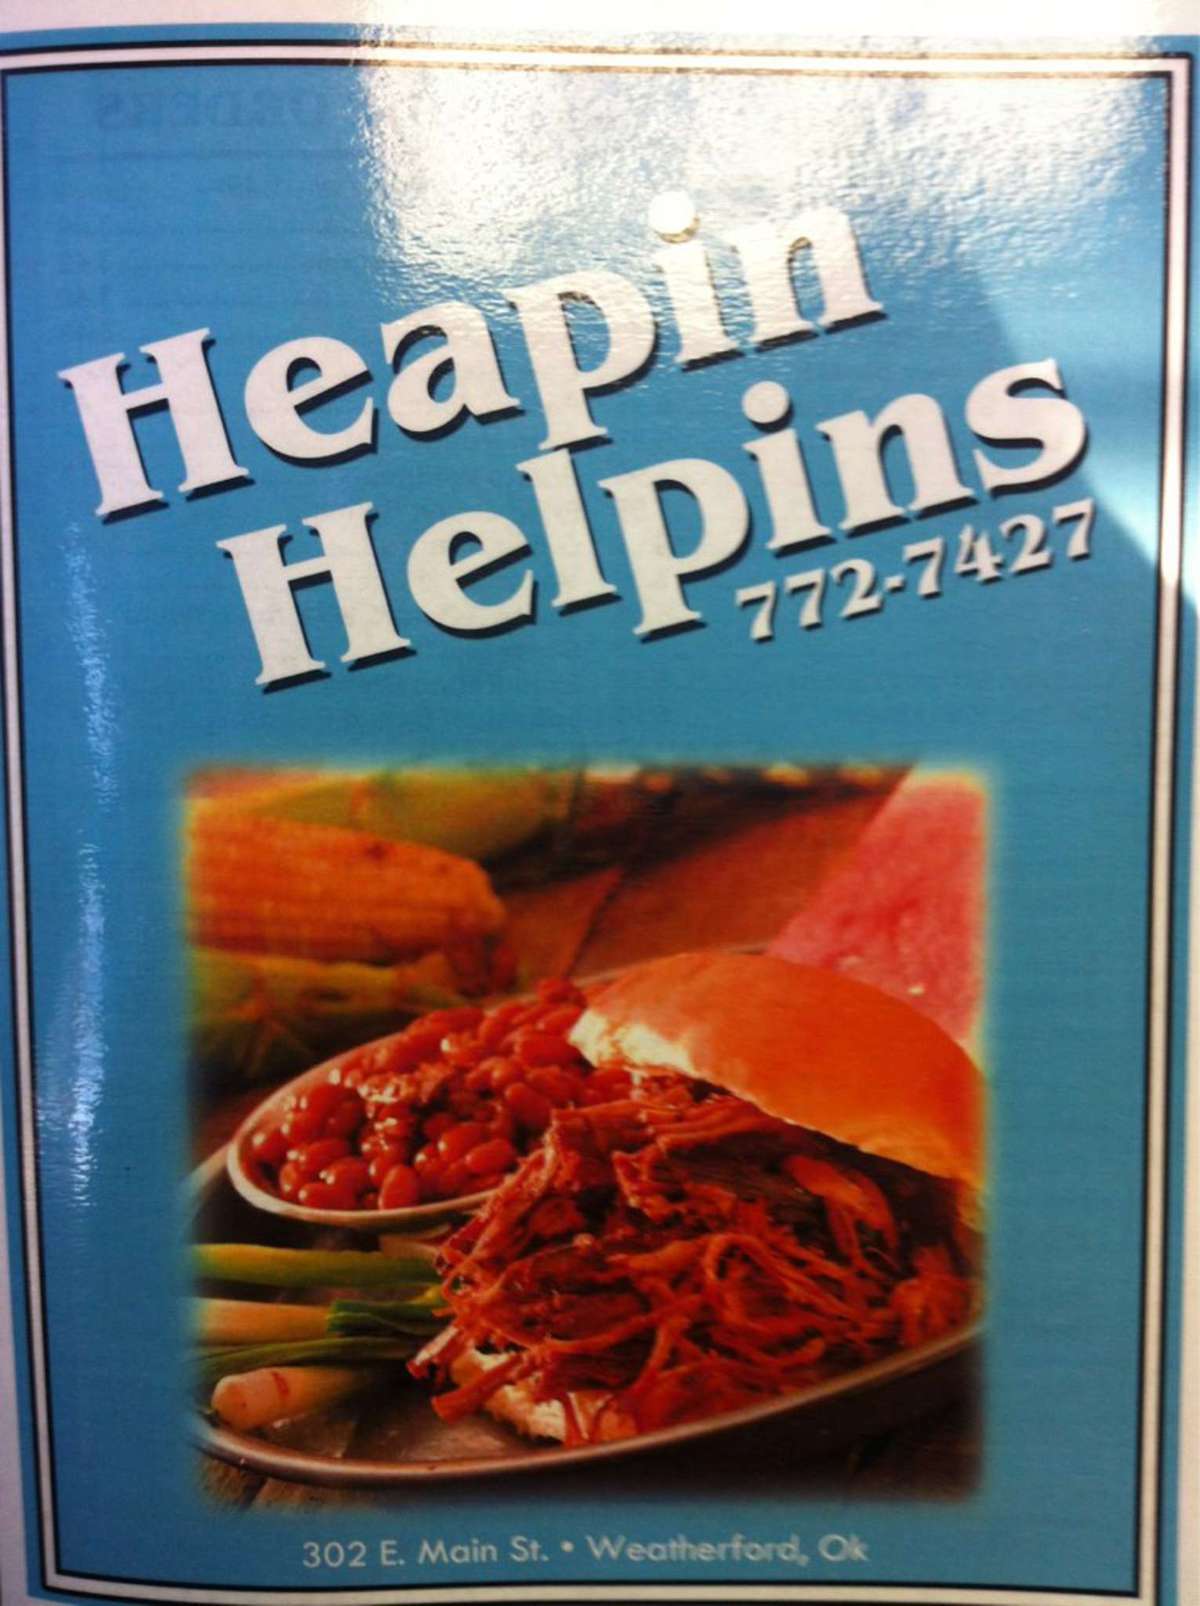 Heapin
Helpins
772-7427
302 E. Main St. • Weatherford, Ok